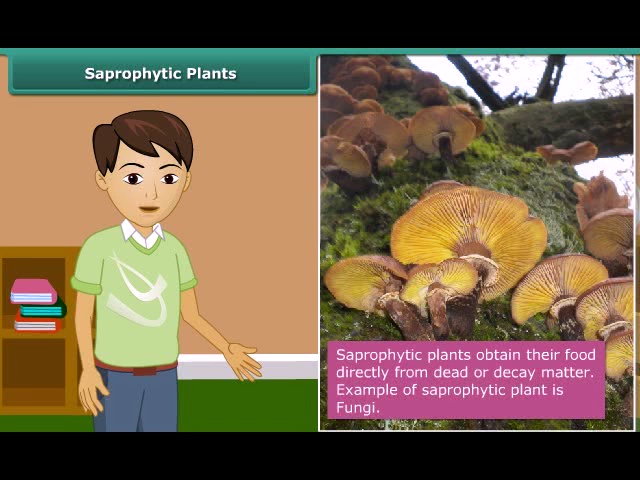 Saprophytic Plants
Saprophytic plants obtain their food
directly from dead or decay matter.
Example of saprophytic plant is
Fungi.